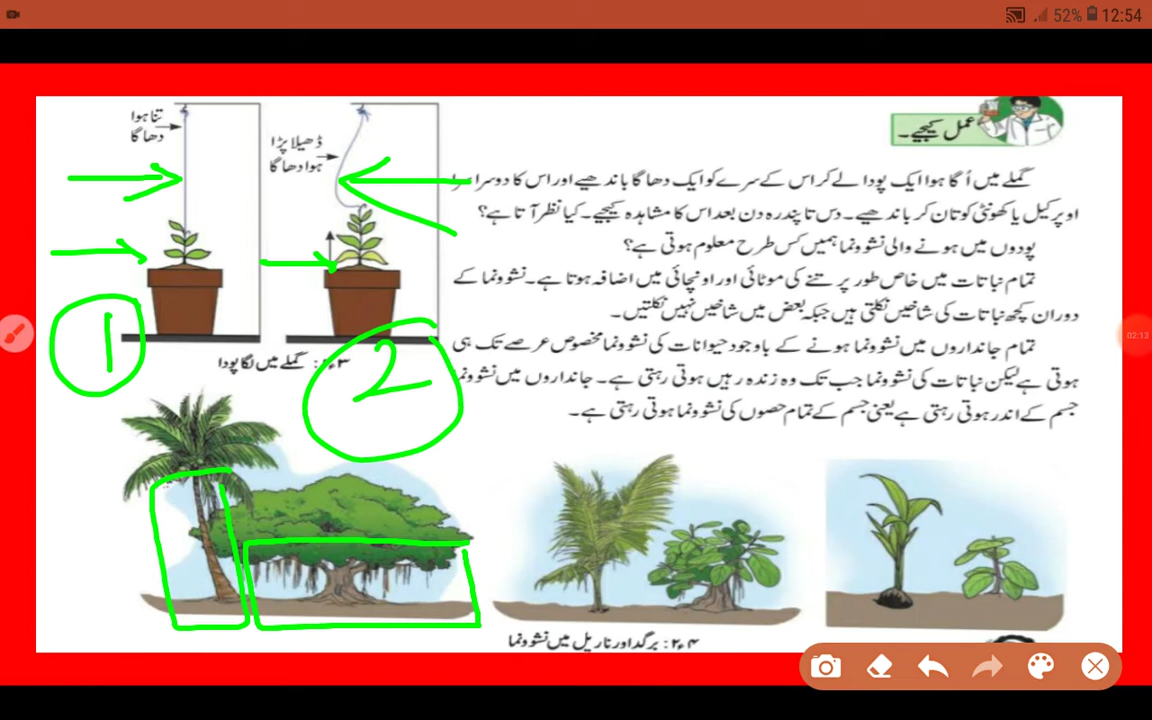 52% 12:54
عمل کیجیے۔
تنا ہوا
دھاگا
ڈھیلا پڑا
ہوا دھاگا
گملے میں اُگا ہوا ایک پودا لے کر اس کے سرے کو ایک دھاگا باندھیے اور اس کا دوسرا
اوپر کیل یا کھونٹی کو تان کر باندھیے۔ دس تا پندرہ دن بعد اس کا مشاہدہ کیجیے۔ کیا نظر آتا ہے؟
پودوں میں ہونے والی نشوونما ہمیں کس طرح معلوم ہوتی ہے؟
تمام نباتات میں خاص طور پر تنے کی موٹائی اور اونچائی میں اضافہ ہوتا ہے۔ نشوونما کے
دوران کچھ نباتات کی شاخیں نکلتی ہیں جبکہ بعض میں شاخیں نہیں نکلتیں۔
تمام جانداروں میں نشوونما ہونے کے باوجود حیوانات کی نشوونما مخصوص عرصے تک ہی
ہوتی ہے لیکن نباتات کی نشوونما جب تک وہ زندہ رہیں ہوتی رہتی ہے۔ جانداروں میں نشوونما
جسم کے اندر ہوتی رہتی ہے یعنی جسم کے تمام حصوں کی نشوونما ہوتی رہتی ہے۔
1
2
: گملے میں لگا پودا
۴ء۲ : برگد اور ناریل میں نشوونما
02:13